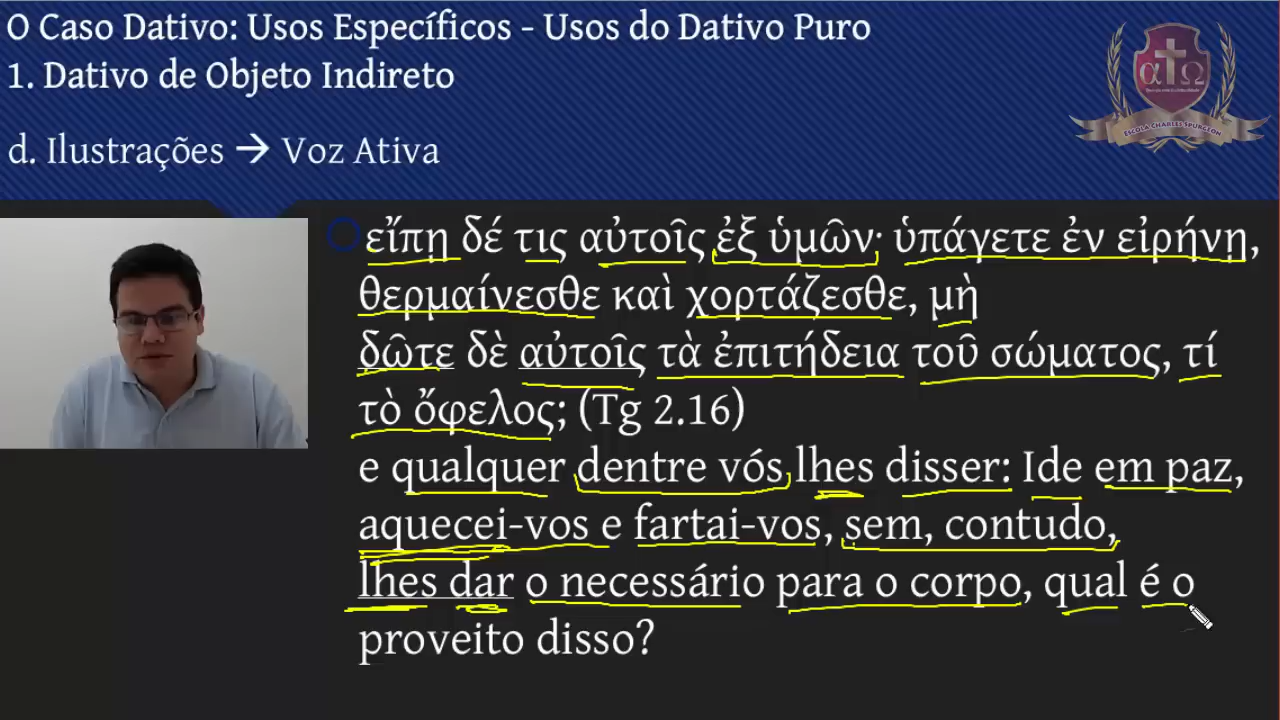 O Caso Dativo: Usos Específicos - Usos do Dativo Puro
1. Dativo de Objeto Indireto
d. Ilustrações → Voz Ativa
α Ω
ESCOLA CHARLES SPURGEON
εἴπῃ δέ τις αὐτοῖς ἐξ ὑμῶν· ὑπάγετε ἐν εἰρήνῃ,
θερμαίνεσθε καὶ χορτάζεσθε, μὴ
δῶτε δὲ αὐτοῖς τὰ ἐπιτήδεια τοῦ σώματος, τί
τὸ ὄφελος; (Tg 2.16)
e qualquer dentre vós lhes disser: Ide em paz,
aquecei-vos e fartai-vos, sem, contudo,
lhes dar o necessário para o corpo, qual é o
proveito disso?